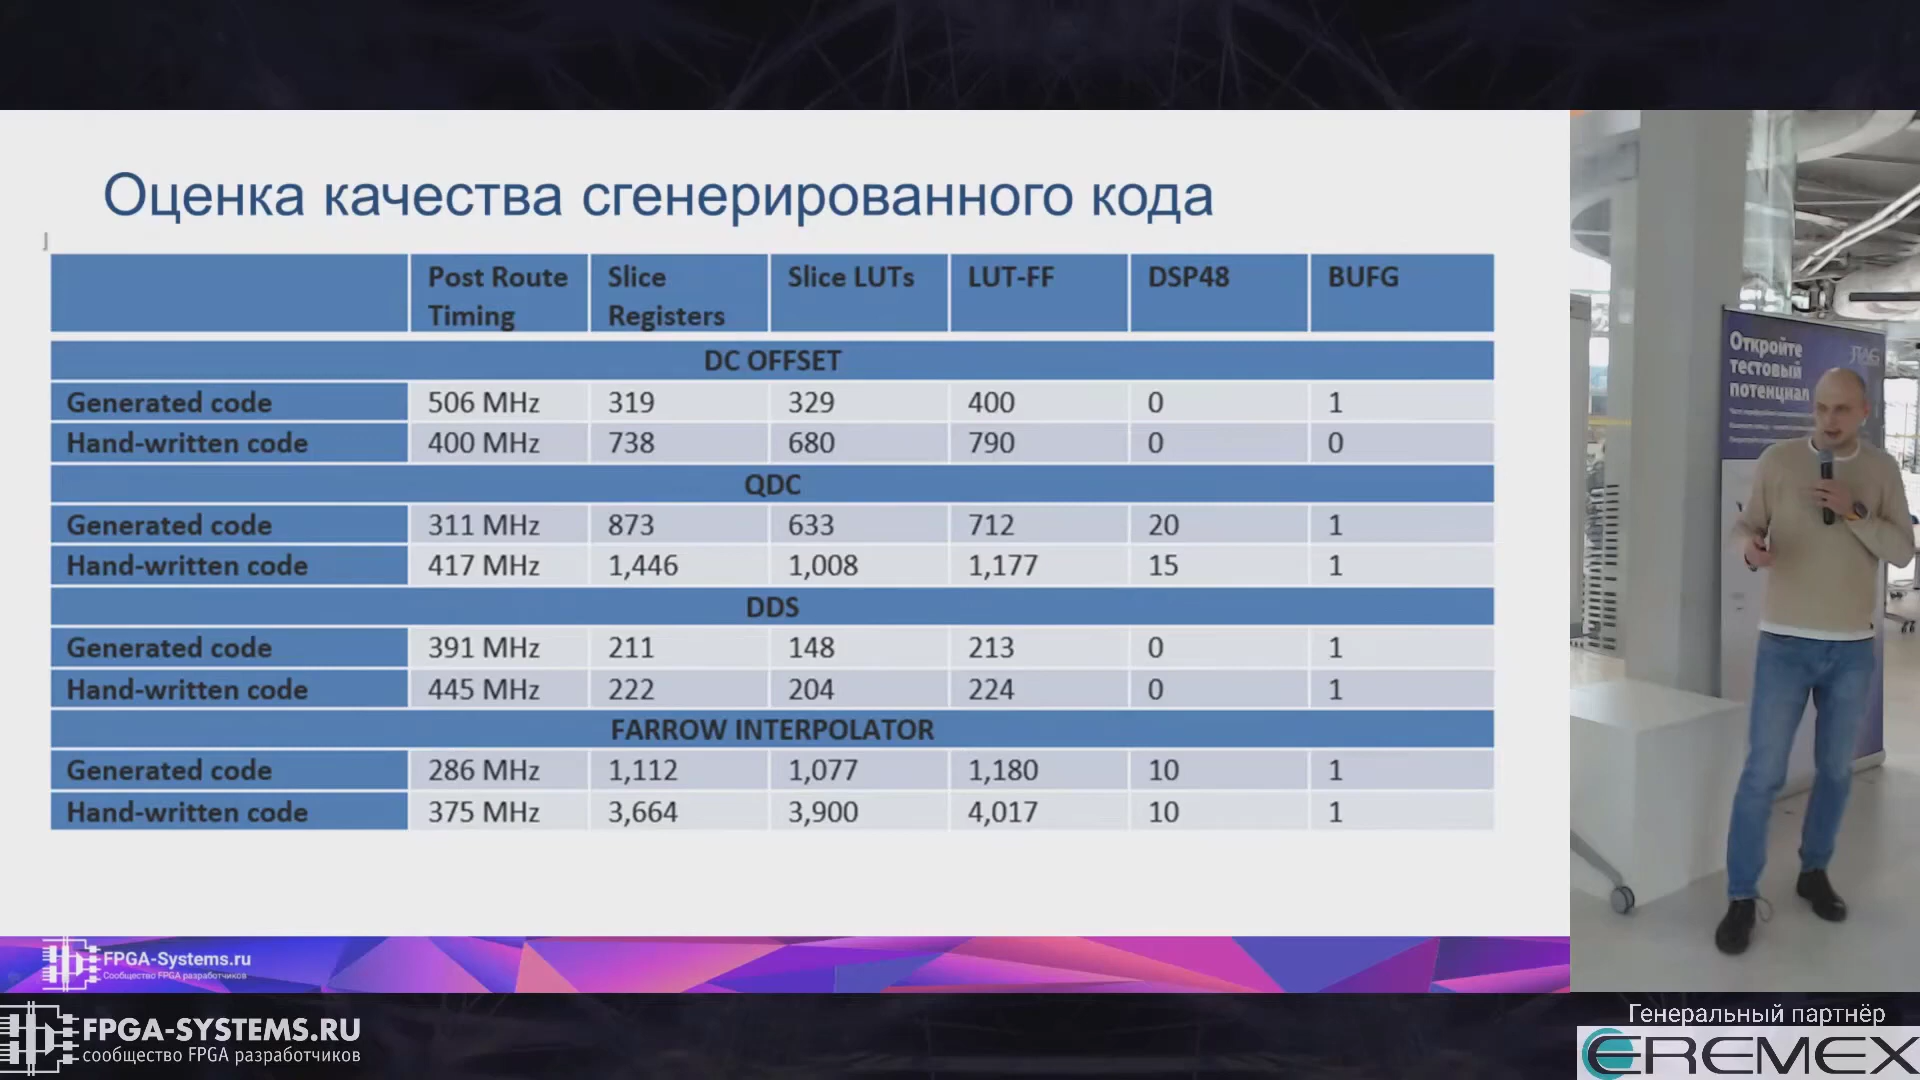 Оценка качества сгенерированного кода
Post Route Timing Slice Registers Slice LUTs LUT-FF DSP48 BUFG
DC OFFSET
Generated code 506 MHz 319 329 400 0 1
Hand-written code 400 MHz 738 680 790 0 0
QDC
Generated code 311 MHz 873 633 712 20 1
Hand-written code 417 MHz 1,446 1,008 1,177 15 1
DDS
Generated code 391 MHz 211 148 213 0 1
Hand-written code 445 MHz 222 204 224 0 1
FARROW INTERPOLATOR
Generated code 286 MHz 1,112 1,077 1,180 10 1
Hand-written code 375 MHz 3,664 3,900 4,017 10 1
FPGA-Systems.ru
Сообщество FPGA разработчиков
Откройте
тестовый
потенциал
FPGA-SYSTEMS.RU
сообщество FPGA разработчиков
Генеральный партнёр
EREMEX